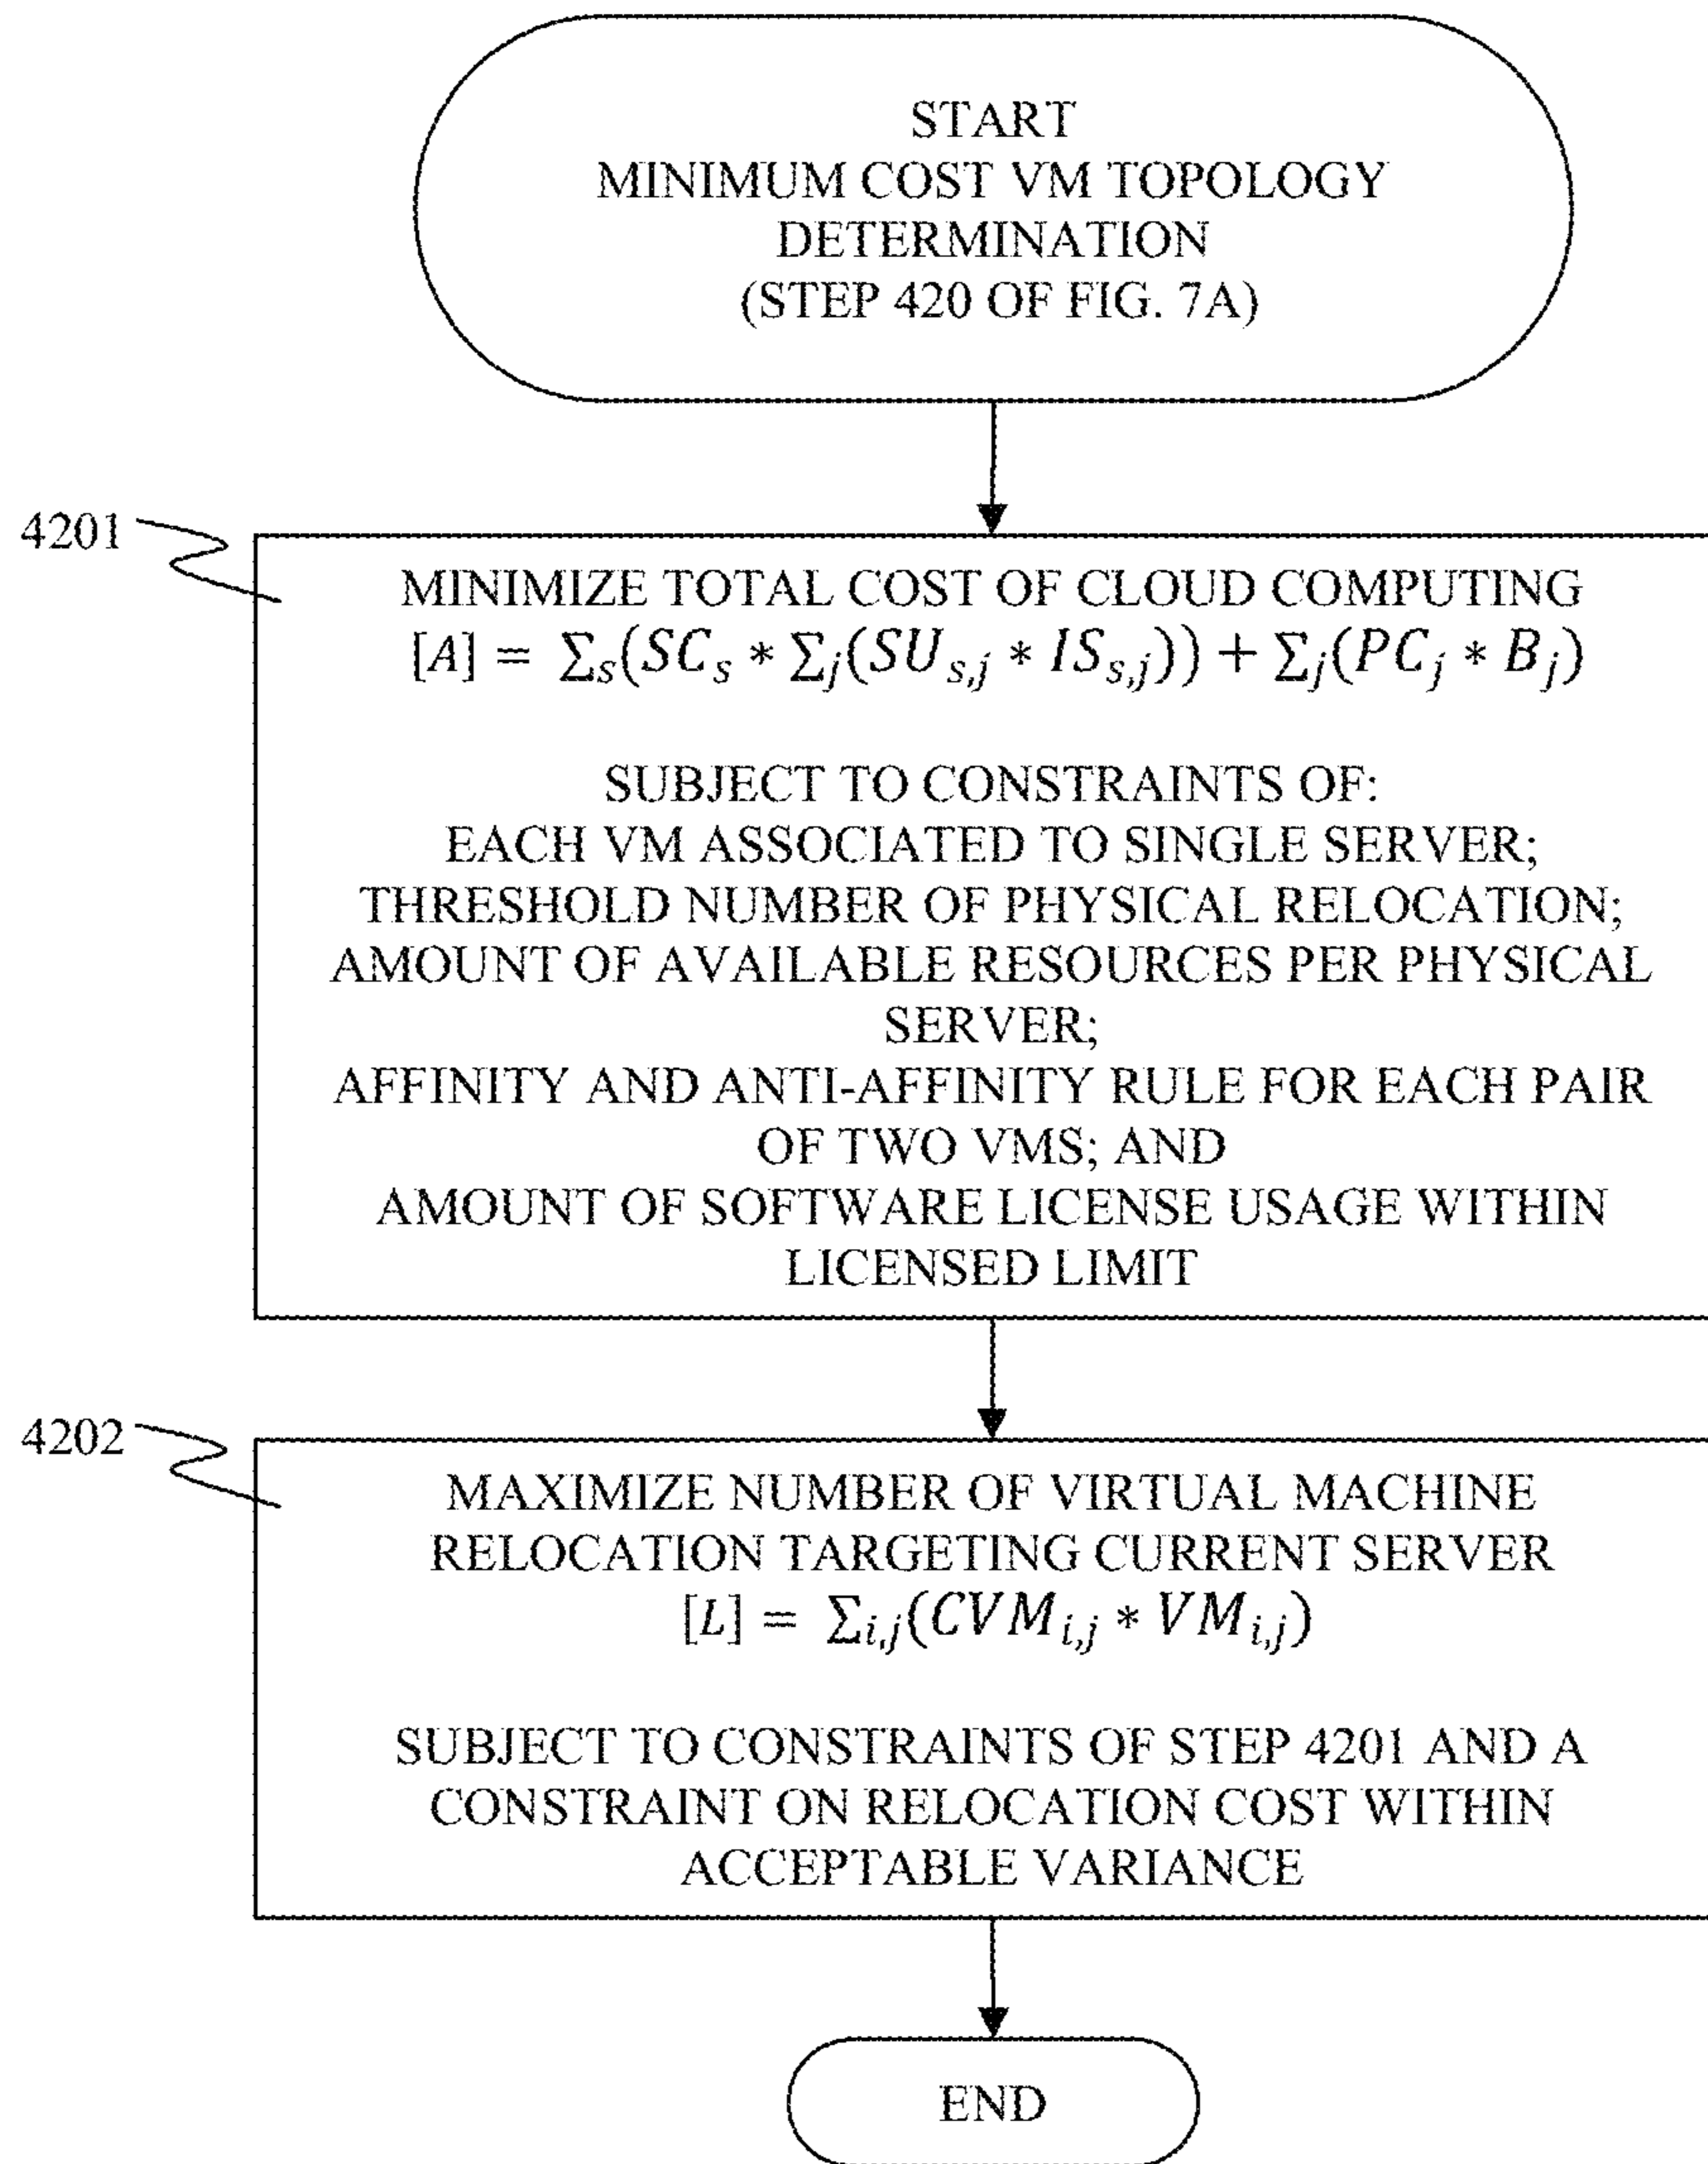 START
MINIMUM COST VM TOPOLOGY
DETERMINATION
(STEP 420 OF FIG. 7A)
4201
MINIMIZE TOTAL COST OF CLOUD COMPUTING
[A] = ∑ₛ(SCₛ * ∑ⱼ(SU_{s,j} * IS_{s,j})) + ∑ⱼ(PCⱼ * Bⱼ)
SUBJECT TO CONSTRAINTS OF:
EACH VM ASSOCIATED TO SINGLE SERVER;
THRESHOLD NUMBER OF PHYSICAL RELOCATION;
AMOUNT OF AVAILABLE RESOURCES PER PHYSICAL
SERVER;
AFFINITY AND ANTI-AFFINITY RULE FOR EACH PAIR
OF TWO VMS; AND
AMOUNT OF SOFTWARE LICENSE USAGE WITHIN
LICENSED LIMIT
4202
MAXIMIZE NUMBER OF VIRTUAL MACHINE
RELOCATION TARGETING CURRENT SERVER
[L] = ∑_{i,j}(CVM_{i,j} * VM_{i,j})
SUBJECT TO CONSTRAINTS OF STEP 4201 AND A
CONSTRAINT ON RELOCATION COST WITHIN
ACCEPTABLE VARIANCE
END